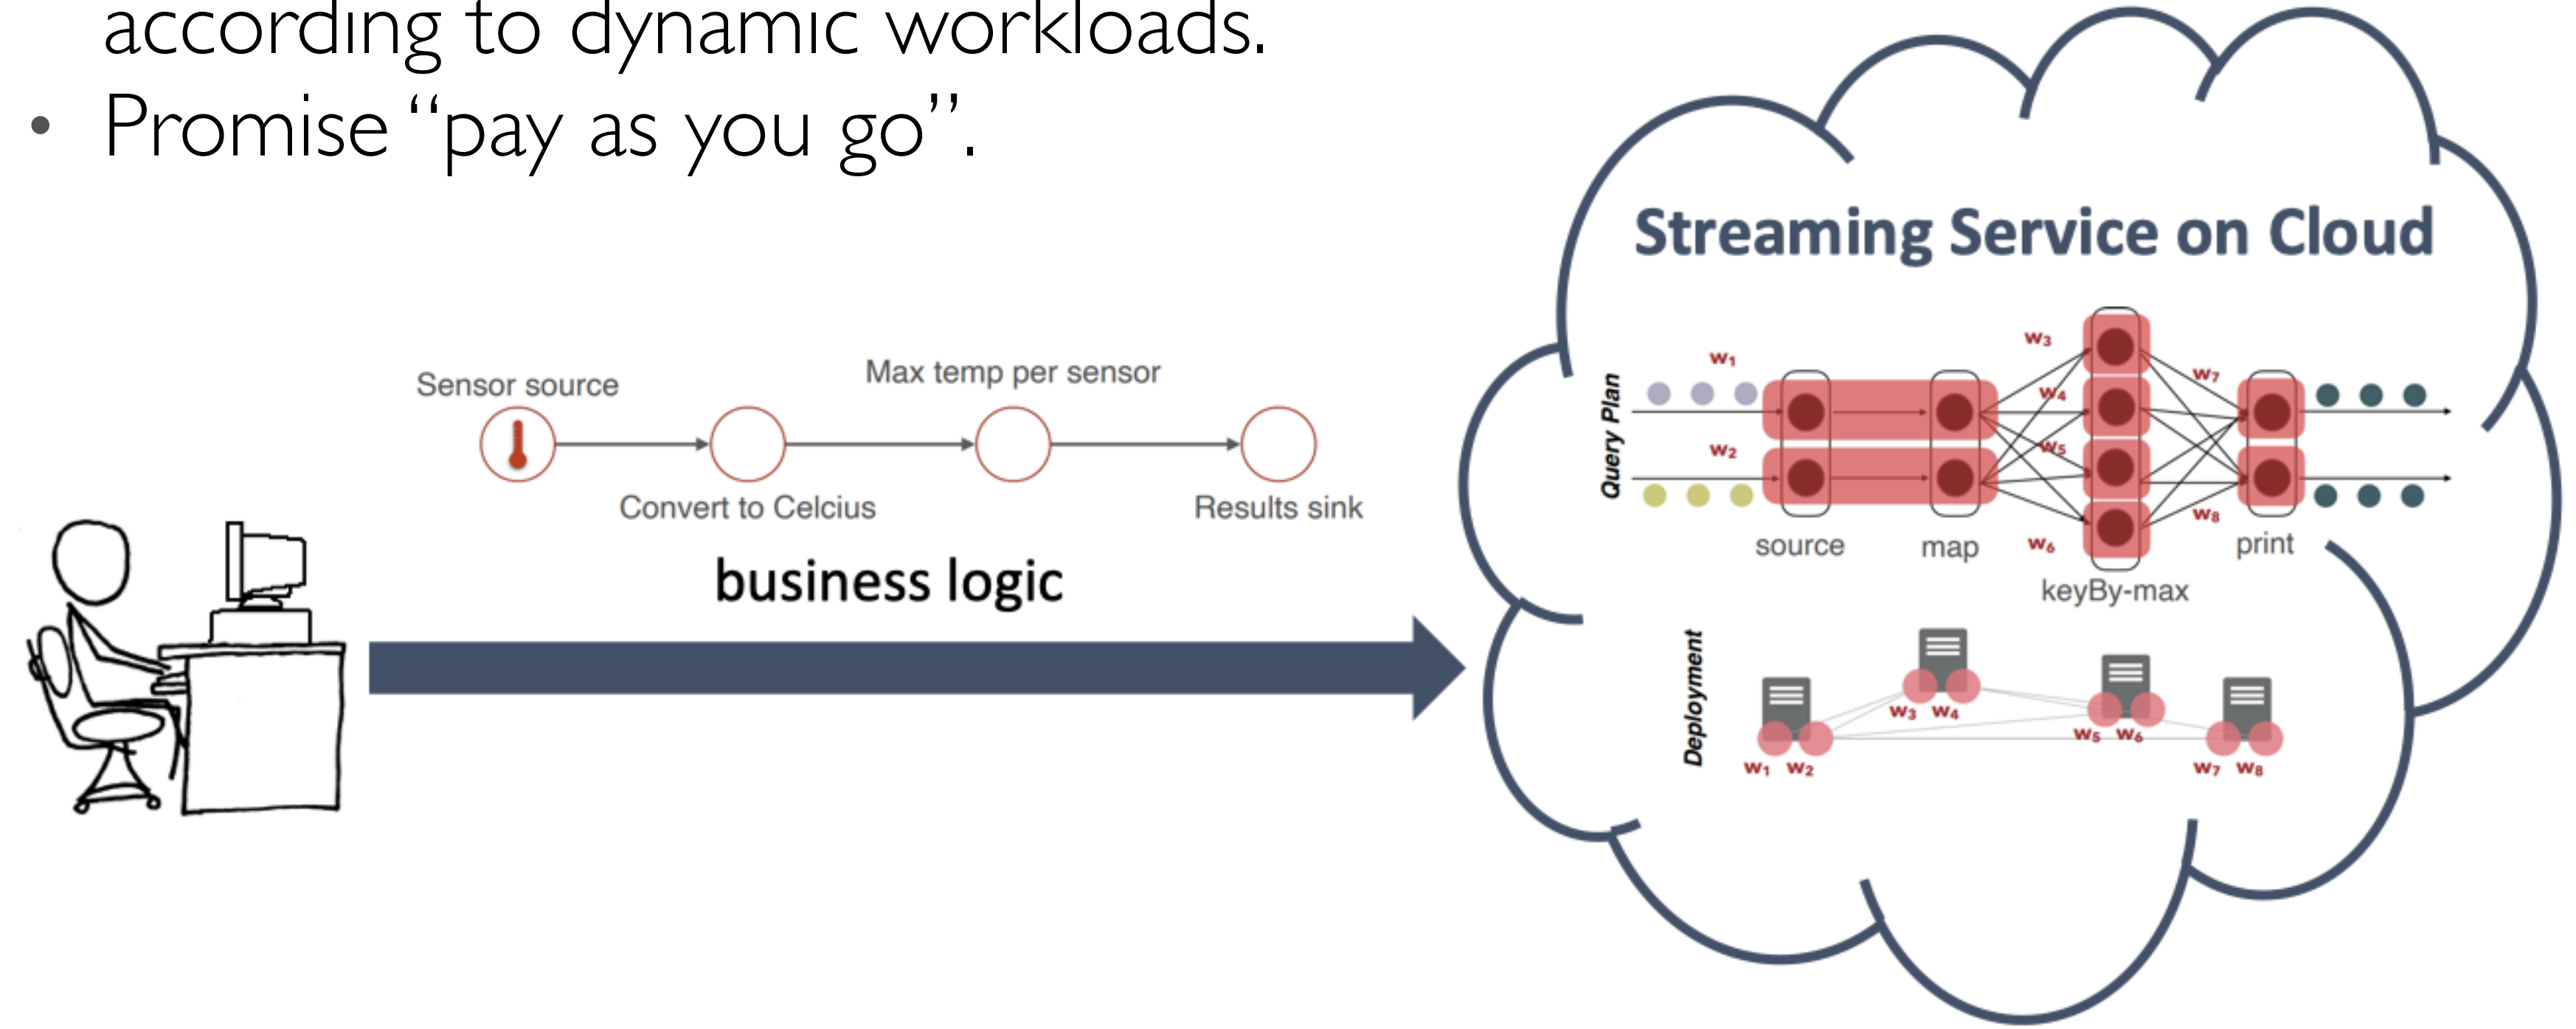 according to dynamic workloads.
• Promise “pay as you go”.
Sensor source
Max temp per sensor
Convert to Celcius
Results sink
business logic
Streaming Service on Cloud
Query Plan
w1
w2
w3
w4
w5
w6
w7
w8
source
map
keyBy-max
print
Deployment
w1 w2
w3 w4
w5 w6
w7 w8